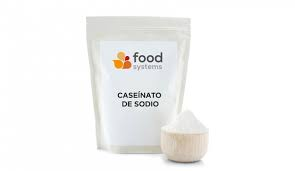 food
systems
CASEÍNATO
DE SODIO